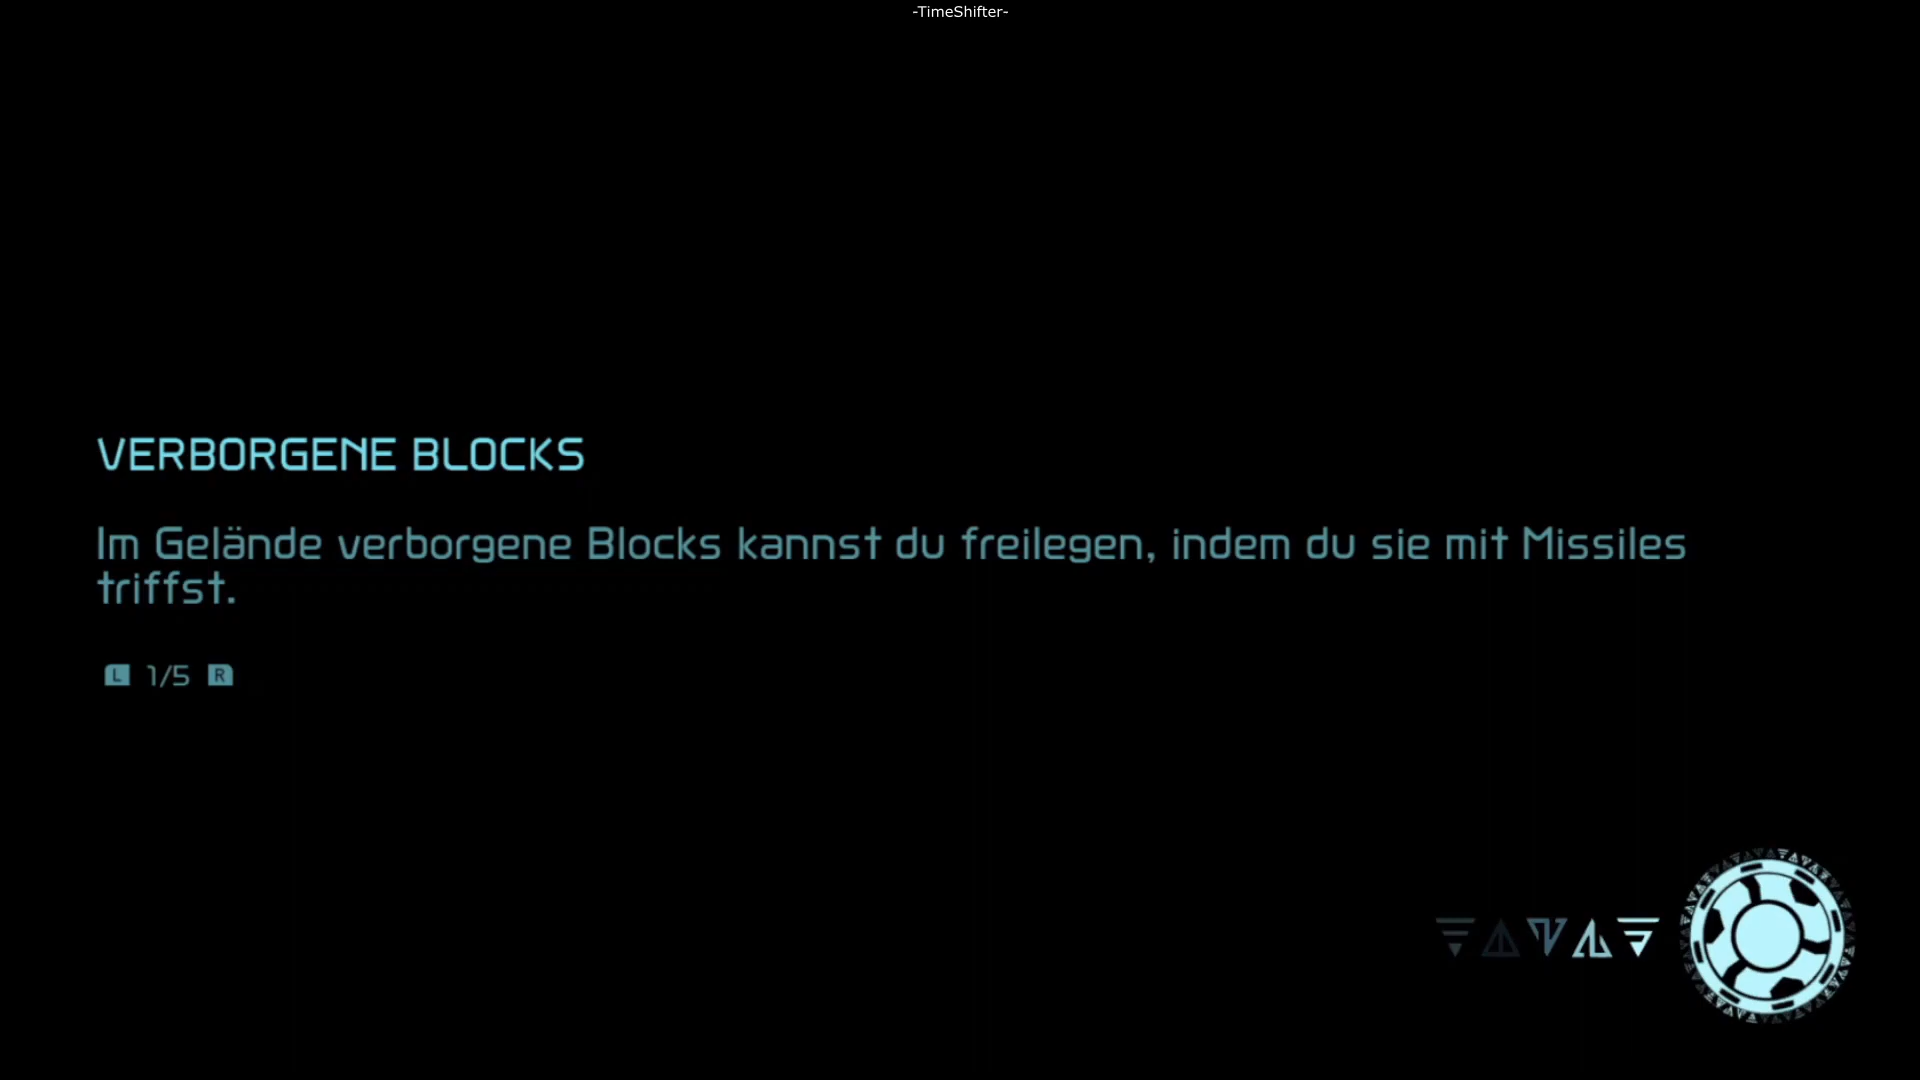 -TimeShifter-
VERBORGENE BLOCKS
Im Gelände verborgene Blocks kannst du freilegen, indem du sie mit Missiles
triffst.
L 1/5 R